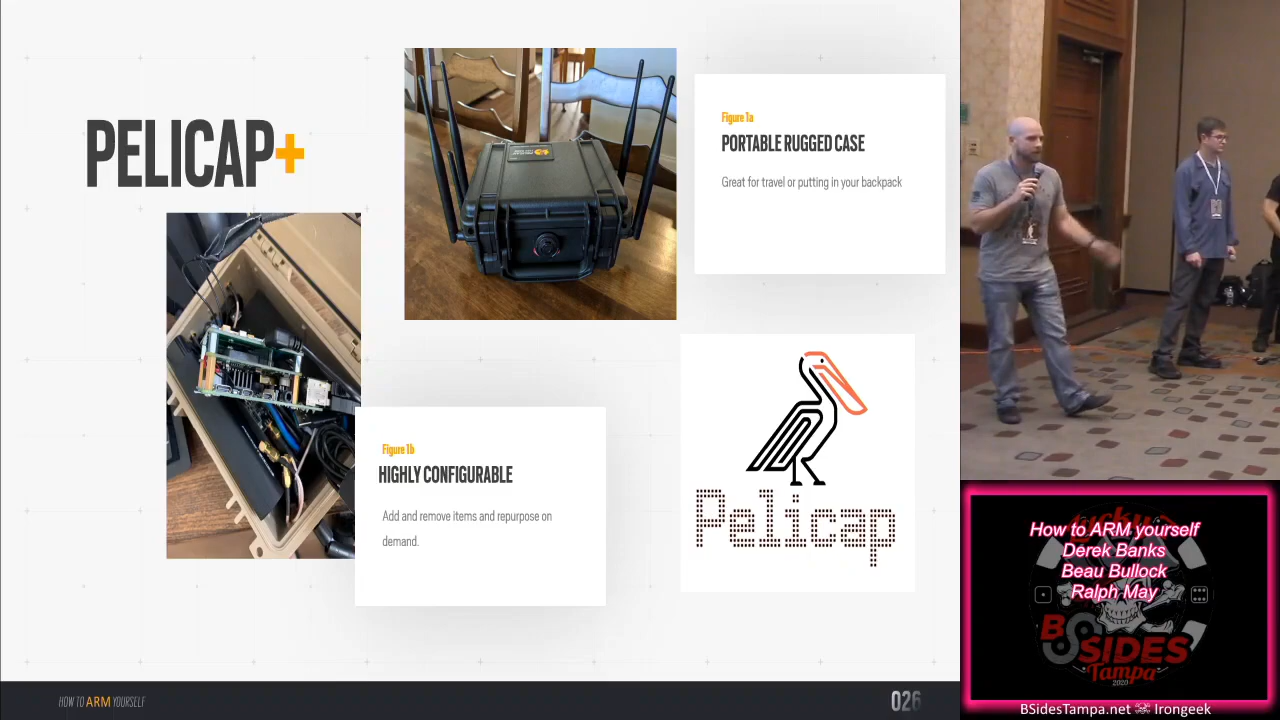 PELICAP+
Figure 1a
PORTABLE RUGGED CASE
Great for travel or putting in your backpack
Figure 1b
HIGHLY CONFIGURABLE
Add and remove items and repurpose on
demand.
Pelicap
HOW TO ARM YOURSELF
026
How to ARM yourself
Derek Banks
Beau Bullock
Ralph May
BSIDES
Tampa
2020
BSidesTampa.net
Irongeek